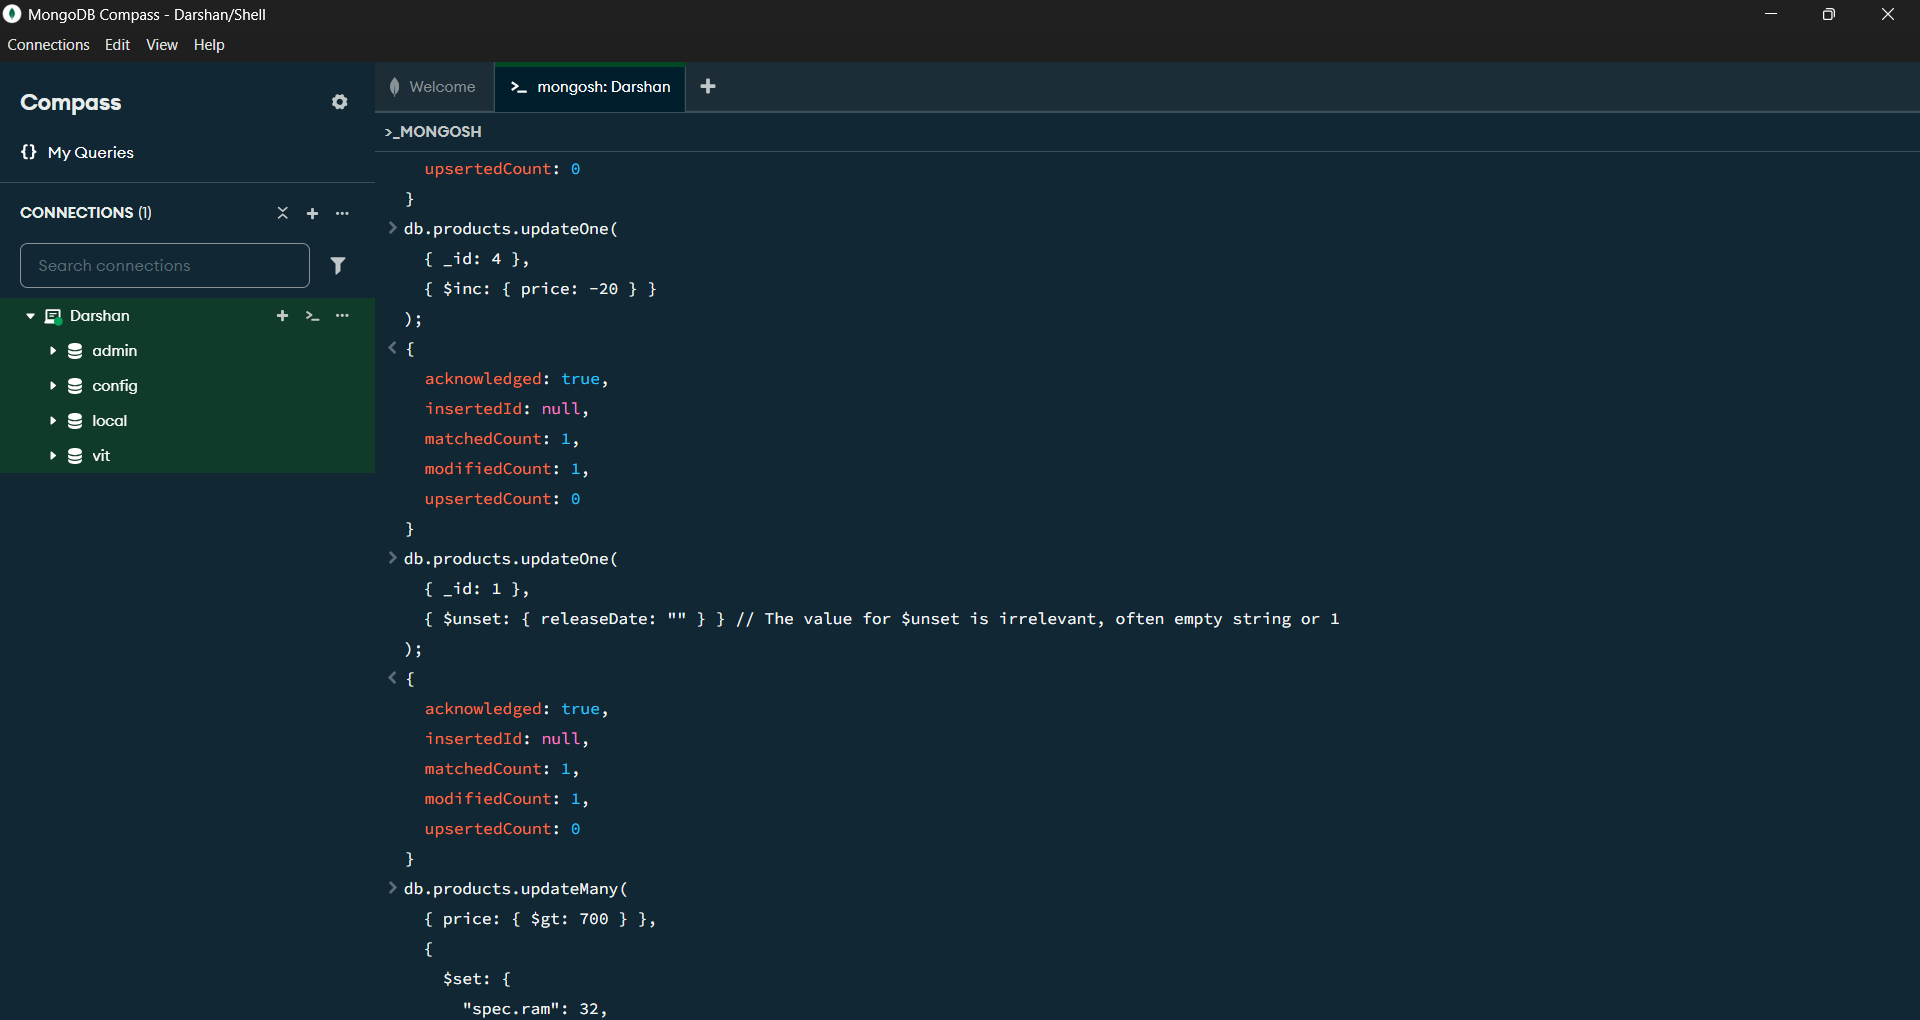 MongoDB Compass - Darshan/Shell
Connections Edit View Help
Compass
{} My Queries
CONNECTIONS (1)
Search connections
Darshan
admin
config
local
vit
Welcome
>_ mongosh: Darshan
>_MONGOSH
upsertedCount: 0
}
> db.products.updateOne(
{ _id: 4 },
{ $inc: { price: -20 } }
);
< {
acknowledged: true,
insertedId: null,
matchedCount: 1,
modifiedCount: 1,
upsertedCount: 0
}
> db.products.updateOne(
{ _id: 1 },
{ $unset: { releaseDate: "" } } // The value for $unset is irrelevant, often empty string or 1
);
< {
acknowledged: true,
insertedId: null,
matchedCount: 1,
modifiedCount: 1,
upsertedCount: 0
}
> db.products.updateMany(
{ price: { $gt: 700 } },
{
$set: {
"spec.ram": 32,